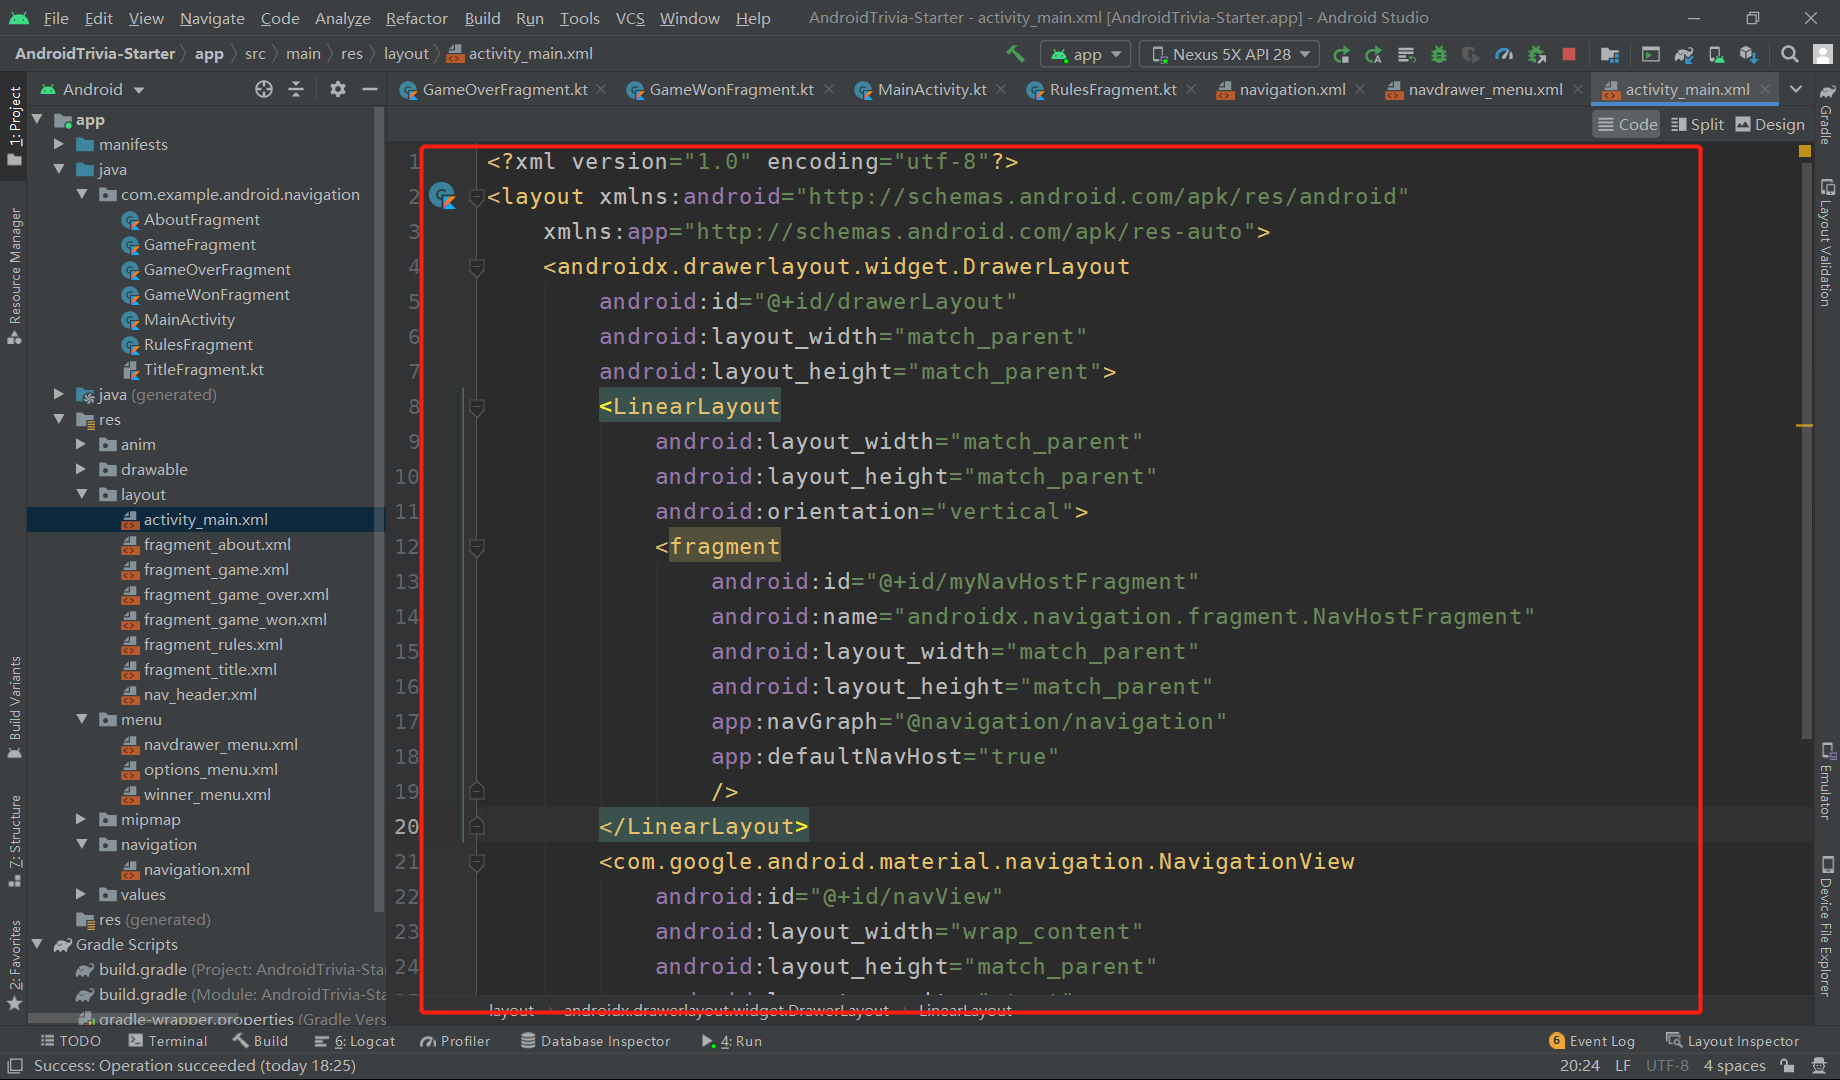 File Edit View Navigate Code Analyze Refactor Build Run Tools VCS Window Help AndroidTrivia-Starter - activity_main.xml [AndroidTrivia-Starter.app] - Android Studio
AndroidTrivia-Starter app src main res layout activity_main.xml app Nexus 5X API 28
Android
GameOverFragment.kt GameWonFragment.kt MainActivity.kt RulesFragment.kt navigation.xml navdrawer_menu.xml activity_main.xml
Code Split Design
1: Project
Resource Manager
Build Variants
Z: Structure
2: Favorites
app
manifests
java
com.example.android.navigation
AboutFragment
GameFragment
GameOverFragment
GameWonFragment
MainActivity
RulesFragment
TitleFragment.kt
java (generated)
res
anim
drawable
layout
activity_main.xml
fragment_about.xml
fragment_game.xml
fragment_game_over.xml
fragment_game_won.xml
fragment_rules.xml
fragment_title.xml
nav_header.xml
menu
navdrawer_menu.xml
options_menu.xml
winner_menu.xml
mipmap
navigation
navigation.xml
values
res (generated)
Gradle Scripts
build.gradle (Project: AndroidTrivia-Sta
build.gradle (Module: AndroidTrivia-Sta
gradle-wrapper.properties (Gradle Vers
1 <?xml version="1.0" encoding="utf-8"?>
2 <layout xmlns:android="http://schemas.android.com/apk/res/android"
3 xmlns:app="http://schemas.android.com/apk/res-auto">
4 <androidx.drawerlayout.widget.DrawerLayout
5 android:id="@+id/drawerLayout"
6 android:layout_width="match_parent"
7 android:layout_height="match_parent">
8 <LinearLayout
9 android:layout_width="match_parent"
10 android:layout_height="match_parent"
11 android:orientation="vertical">
12 <fragment
13 android:id="@+id/myNavHostFragment"
14 android:name="androidx.navigation.fragment.NavHostFragment"
15 android:layout_width="match_parent"
16 android:layout_height="match_parent"
17 app:navGraph="@navigation/navigation"
18 app:defaultNavHost="true"
19 />
20 </LinearLayout>
21 <com.google.android.material.navigation.NavigationView
22 android:id="@+id/navView"
23 android:layout_width="wrap_content"
24 android:layout_height="match_parent"
layout androidx.drawerlayout.widget.DrawerLayout LinearLayout
Gradle
Layout Validation
Emulator
Device File Explorer
TODO Terminal Build 6: Logcat Profiler Database Inspector 4: Run 6 Event Log Layout Inspector
Success: Operation succeeded (today 18:25) 20:24 LF UTF-8 4 spaces